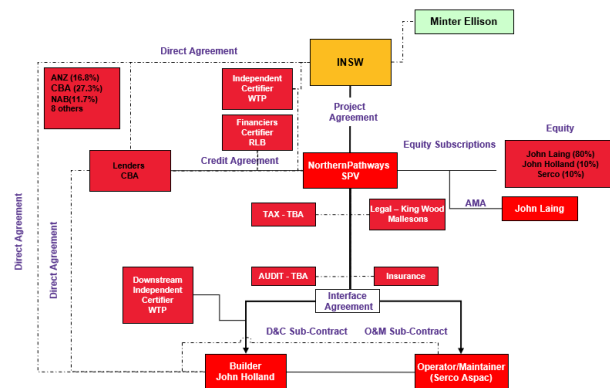 Minter Ellison
Direct Agreement
INSW
ANZ (16.8%)
CBA (27.3%)
NAB(11.7%)
8 others
Independent
Certifier
WTP
Project
Agreement
Financiers
Certifier
RLB
Equity Subscriptions
Equity
John Laing (80%)
John Holland (10%)
Serco (10%)
Lenders
CBA
Credit Agreement
NorthernPathways
SPV
AMA
John Laing
TAX - TBA
Legal – King Wood
Mallesons
Direct Agreement
Direct Agreement
Downstream
Independent
Certifier
WTP
AUDIT - TBA
Insurance
Interface
Agreement
D&C Sub-Contract
O&M Sub-Contract
Builder
John Holland
Operator/Maintainer
(Serco Aspac)